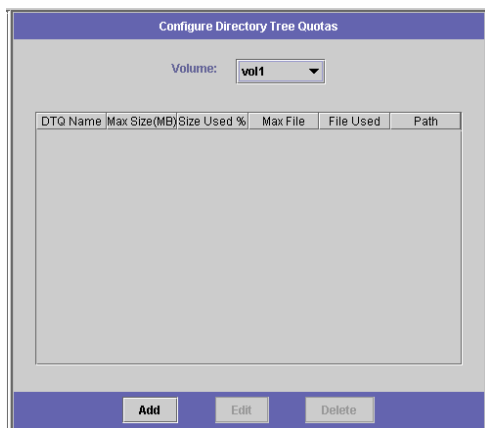 Configure Directory Tree Quotas
Volume: vol1
DTQ Name Max Size(MB) Size Used % Max File File Used Path
Add Edit Delete